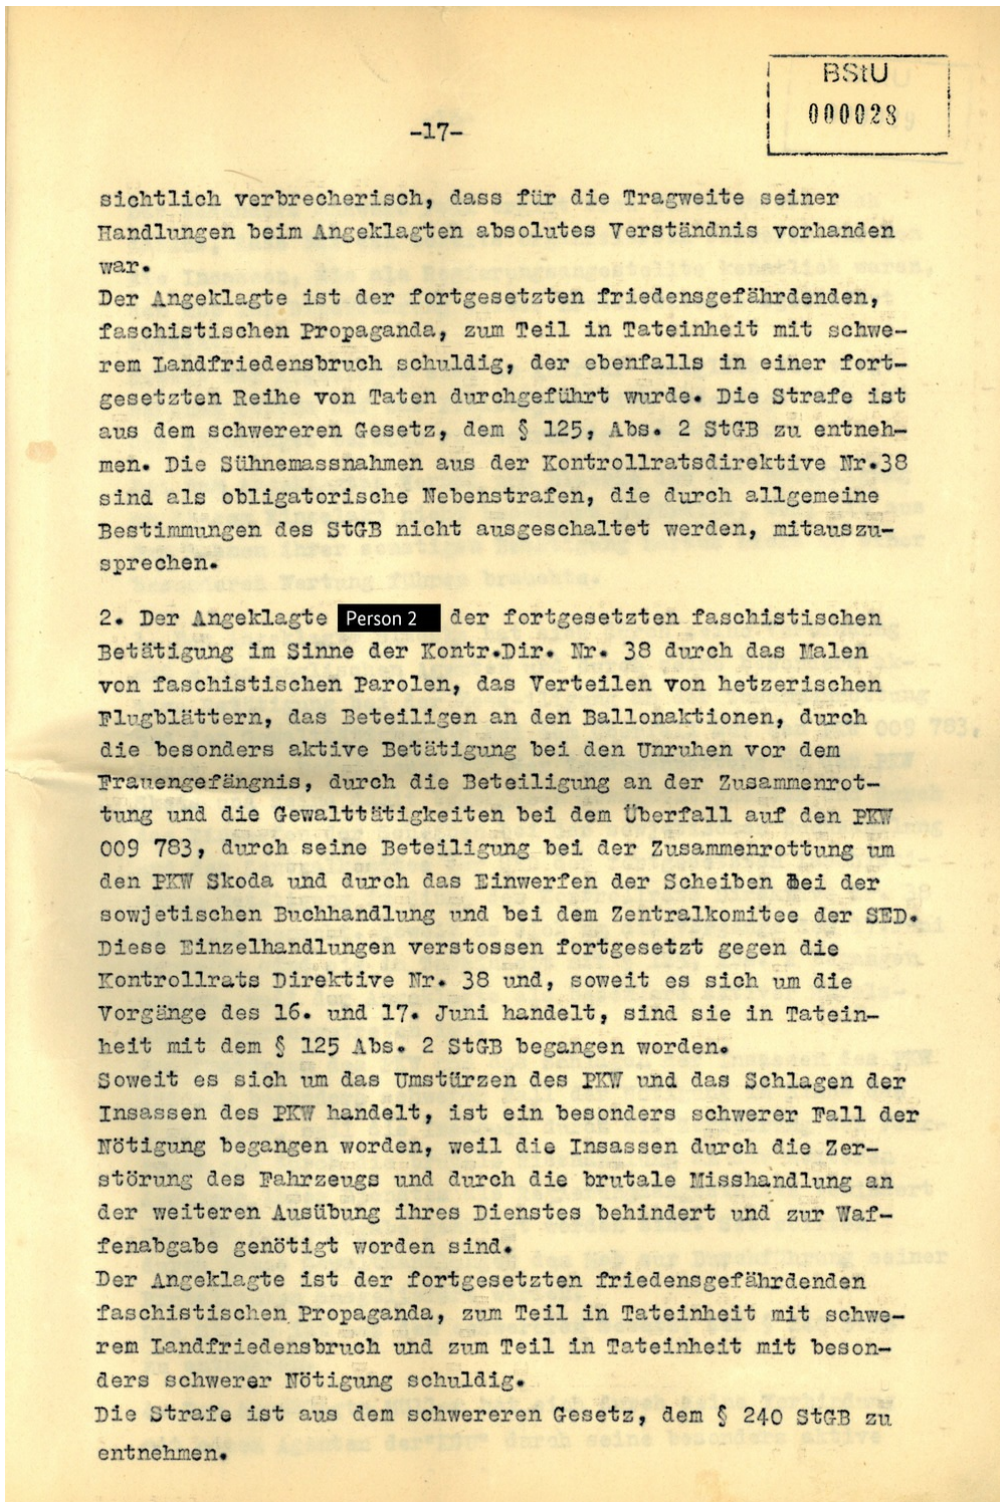 BStU
000028
-17-
sichtlich verbrecherisch, dass für die Tragweite seiner
Handlungen beim Angeklagten absolutes Verständnis vorhanden
war.
Der Angeklagte ist der fortgesetzten friedensgefährdenden,
faschistischen Propaganda, zum Teil in Tateinheit mit schwe-
rem Landfriedensbruch schuldig, der ebenfalls in einer fort-
gesetzten Reihe von Taten durchgeführt wurde. Die Strafe ist
aus dem schwereren Gesetz, dem § 125, Abs. 2 StGB zu entneh-
men. Die Sühnemassnahmen aus der Kontrollratsdirektive Nr.38
sind als obligatorische Nebenstrafen, die durch allgemeine
Bestimmungen des StGB nicht ausgeschaltet werden, mitauszu-
sprechen.
2. Der Angeklagte Person 2 der fortgesetzten faschistischen
Betätigung im Sinne der Kontr.Dir. Nr. 38 durch das Malen
von faschistischen Parolen, das Verteilen von hetzerischen
Flugblättern, das Beteiligen an den Ballonaktionen, durch
die besonders aktive Betätigung bei den Unruhen vor dem
Frauengefängnis, durch die Beteiligung an der Zusammenrot-
tung und die Gewalttätigkeiten bei dem Überfall auf den PKW
009 783, durch seine Beteiligung bei der Zusammenrottung um
den PKW Skoda und durch das Einwerfen der Scheiben bei der
sowjetischen Buchhandlung und bei dem Zentralkomitee der SED.
Diese Einzelhandlungen verstossen fortgesetzt gegen die
Kontrollrats Direktive Nr. 38 und, soweit es sich um die
Vorgänge des 16. und 17. Juni handelt, sind sie in Tatein-
heit mit dem § 125 Abs. 2 StGB begangen worden.
Soweit es sich um das Umstürzen des PKW und das Schlagen der
Insassen des PKW handelt, ist ein besonders schwerer Fall der
Nötigung begangen worden, weil die Insassen durch die Zer-
störung des Fahrzeugs und durch die brutale Misshandlung an
der weiteren Ausübung ihres Dienstes behindert und zur Waf-
fenabgabe genötigt worden sind.
Der Angeklagte ist der fortgesetzten friedensgefährdenden
faschistischen Propaganda, zum Teil in Tateinheit mit schwe-
rem Landfriedensbruch und zum Teil in Tateinheit mit beson-
ders schwerer Nötigung schuldig.
Die Strafe ist aus dem schwereren Gesetz, dem § 240 StGB zu
entnehmen.